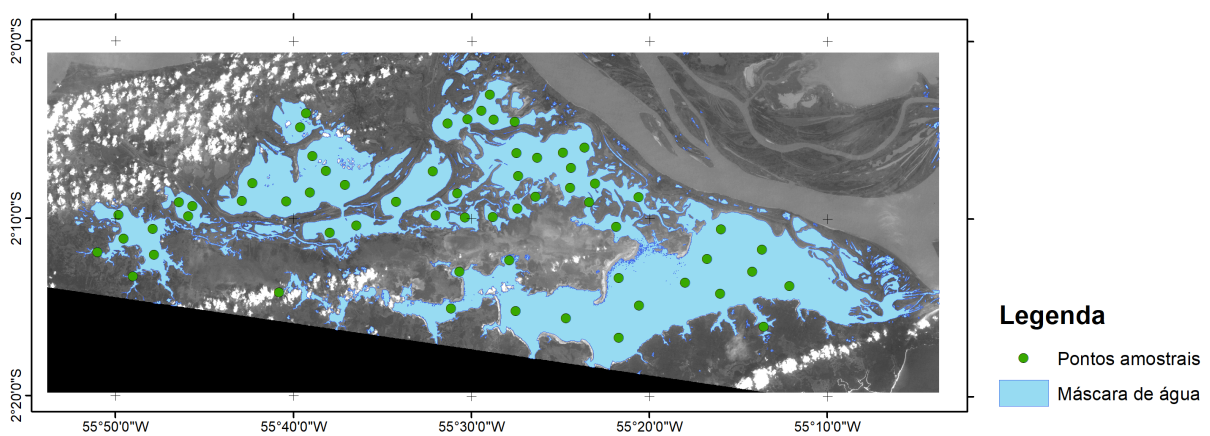 2°0'0"S
2°10'0"S
2°20'0"S
55°50'0"W
55°40'0"W
55°30'0"W
55°20'0"W
55°10'0"W
Legenda
Pontos amostrais
Máscara de água